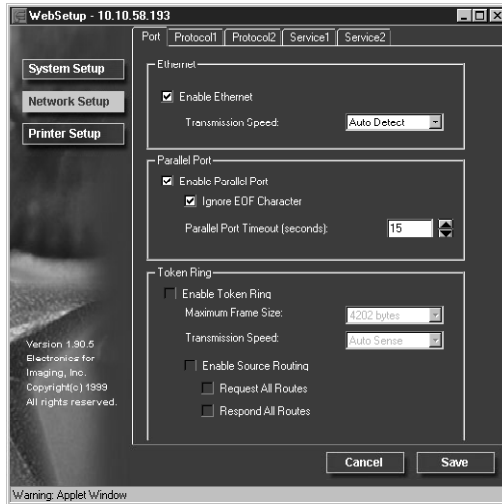 WebSetup - 10.10.58.193
Port Protocol1 Protocol2 Service1 Service2
System Setup
Network Setup
Printer Setup
Ethernet
Enable Ethernet
Transmission Speed: Auto Detect
Parallel Port
Enable Parallel Port
Ignore EOF Character
Parallel Port Timeout (seconds): 15
Token Ring
Enable Token Ring
Maximum Frame Size: 4202 bytes
Transmission Speed: Auto Sense
Enable Source Routing
Request All Routes
Respond All Routes
Version 1.90.5
Electronics for
Imaging, Inc.
Copyright(c) 1999
All rights reserved.
Cancel Save
Warning: Applet Window